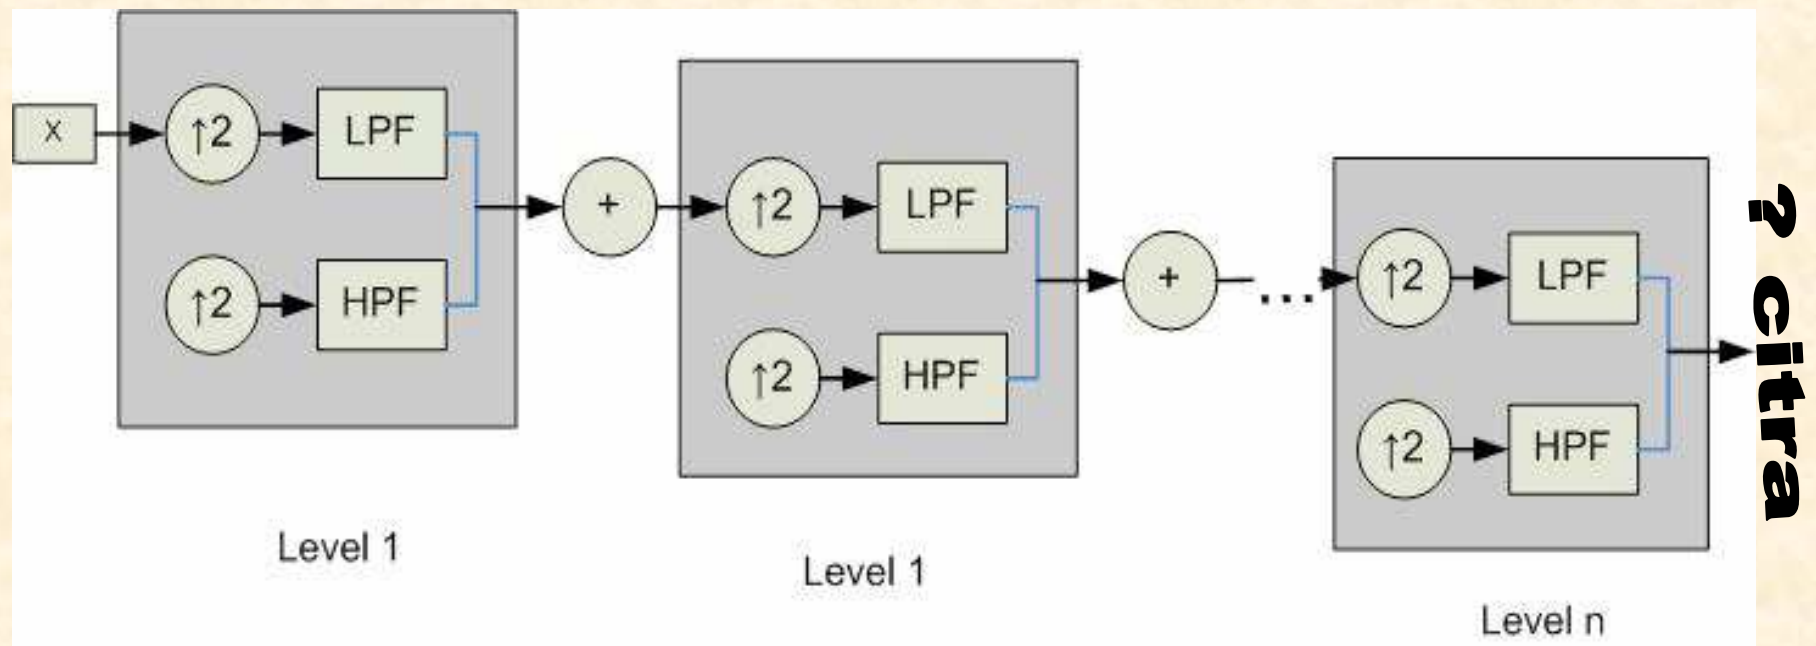 X
↑2
LPF
↑2
HPF
Level 1
+
↑2
LPF
↑2
HPF
Level 1
+
...
↑2
LPF
↑2
HPF
Level n
? citra